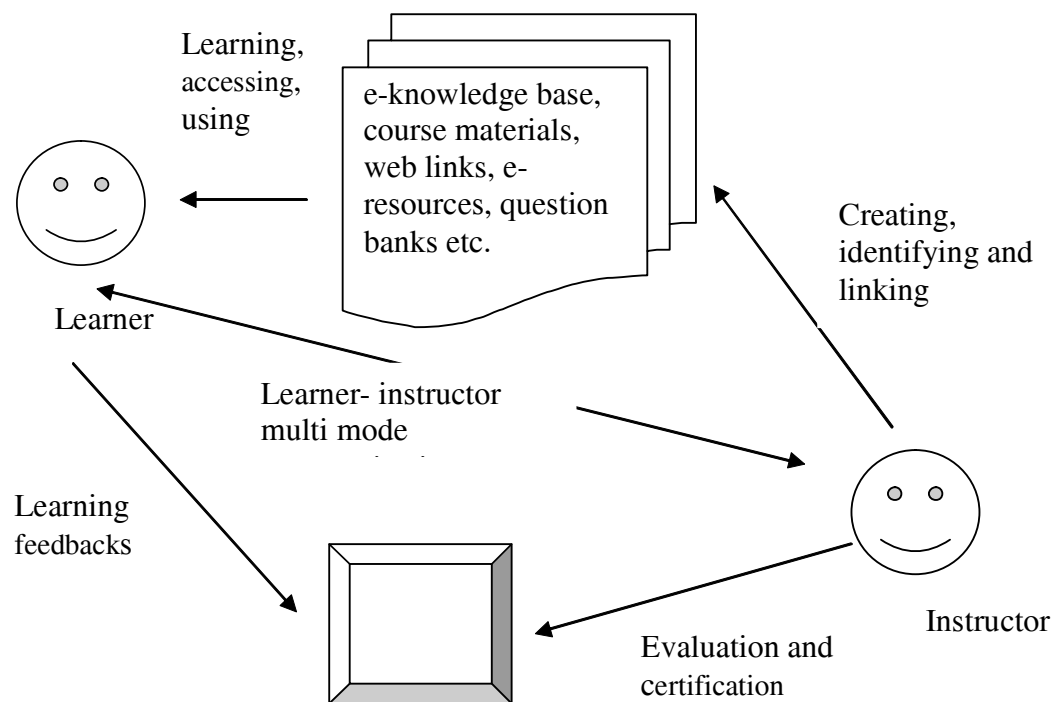 Learning,
accessing,
using
e-knowledge base,
course materials,
web links, e-
resources, question
banks etc.
Creating,
identifying and
linking
Learner
Learner- instructor
multi mode
Learning
feedbacks
Instructor
Evaluation and
certification